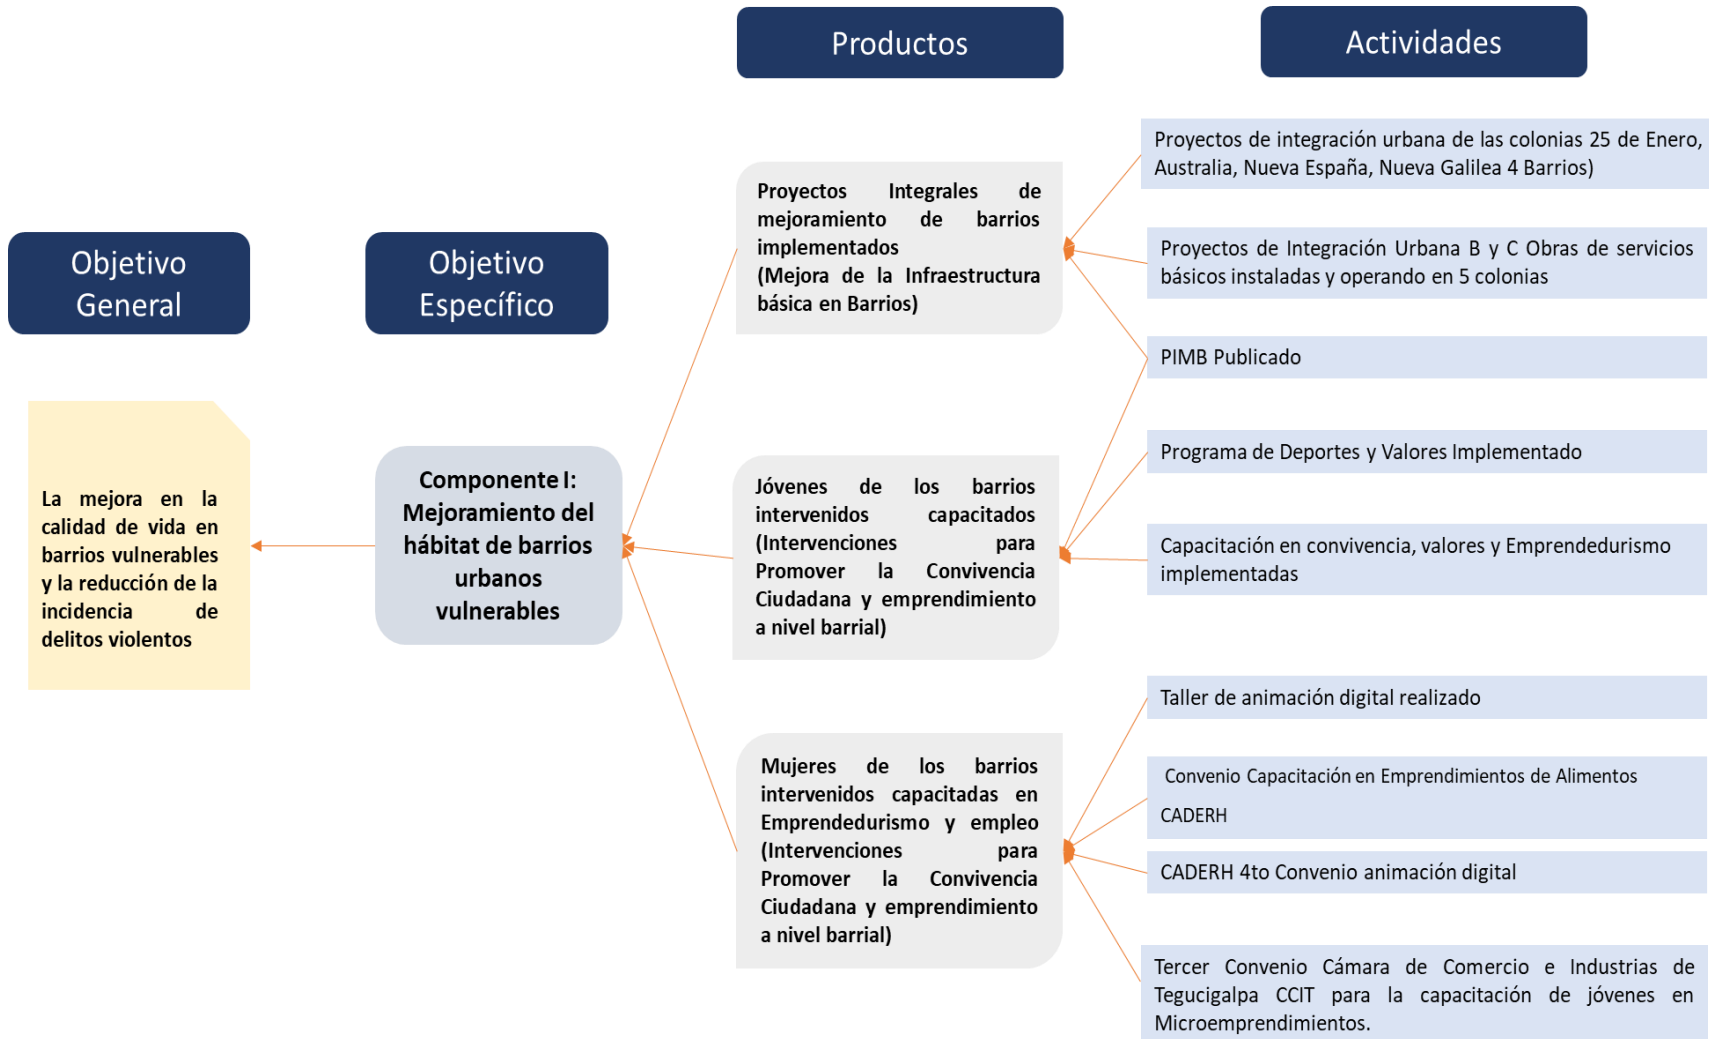 Productos
Actividades
Objetivo
General
Objetivo
Específico
La mejora en la
calidad de vida en
barrios vulnerables
y la reducción de la
incidencia de
delitos violentos
Componente I:
Mejoramiento del
hábitat de barrios
urbanos
vulnerables
Proyectos Integrales de
mejoramiento de barrios
implementados
(Mejora de la Infraestructura
básica en Barrios)
Jóvenes de los barrios
intervenidos capacitados
(Intervenciones para
Promover la Convivencia
Ciudadana y emprendimiento
a nivel barrial)
Mujeres de los barrios
intervenidos capacitadas en
Emprendedurismo y empleo
(Intervenciones para
Promover la Convivencia
Ciudadana y emprendimiento
a nivel barrial)
Proyectos de integración urbana de las colonias 25 de Enero,
Australia, Nueva España, Nueva Galilea 4 Barrios)
Proyectos de Integración Urbana B y C Obras de servicios
básicos instaladas y operando en 5 colonias
PIMB Publicado
Programa de Deportes y Valores Implementado
Capacitación en convivencia, valores y Emprendedurismo
implementadas
Taller de animación digital realizado
Convenio Capacitación en Emprendimientos de Alimentos
CADERH
CADERH 4to Convenio animación digital
Tercer Convenio Cámara de Comercio e Industrias de
Tegucigalpa CCIT para la capacitación de jóvenes en
Microemprendimientos.